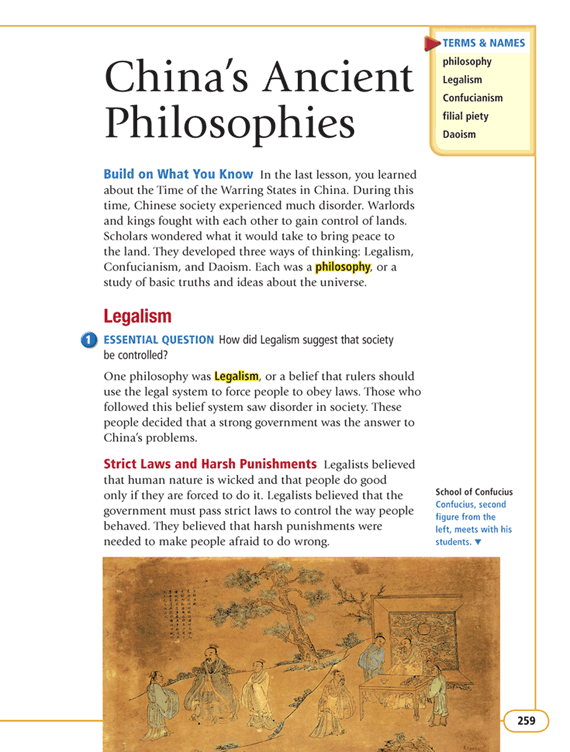 China's Ancient
Philosophies
TERMS & NAMES
philosophy
Legalism
Confucianism
filial piety
Daoism
Build on What You Know In the last lesson, you learned
about the Time of the Warring States in China. During this
time, Chinese society experienced much disorder. Warlords
and kings fought with each other to gain control of lands.
Scholars wondered what it would take to bring peace to
the land. They developed three ways of thinking: Legalism,
Confucianism, and Daoism. Each was a philosophy, or a
study of basic truths and ideas about the universe.
Legalism
1 ESSENTIAL QUESTION How did Legalism suggest that society
be controlled?
One philosophy was Legalism, or a belief that rulers should
use the legal system to force people to obey laws. Those who
followed this belief system saw disorder in society. These
people decided that a strong government was the answer to
China's problems.
Strict Laws and Harsh Punishments Legalists believed
that human nature is wicked and that people do good
only if they are forced to do it. Legalists believed that the
government must pass strict laws to control the way people
behaved. They believed that harsh punishments were
needed to make people afraid to do wrong.
School of Confucius
Confucius, second
figure from the
left, meets with his
students. ▼
259